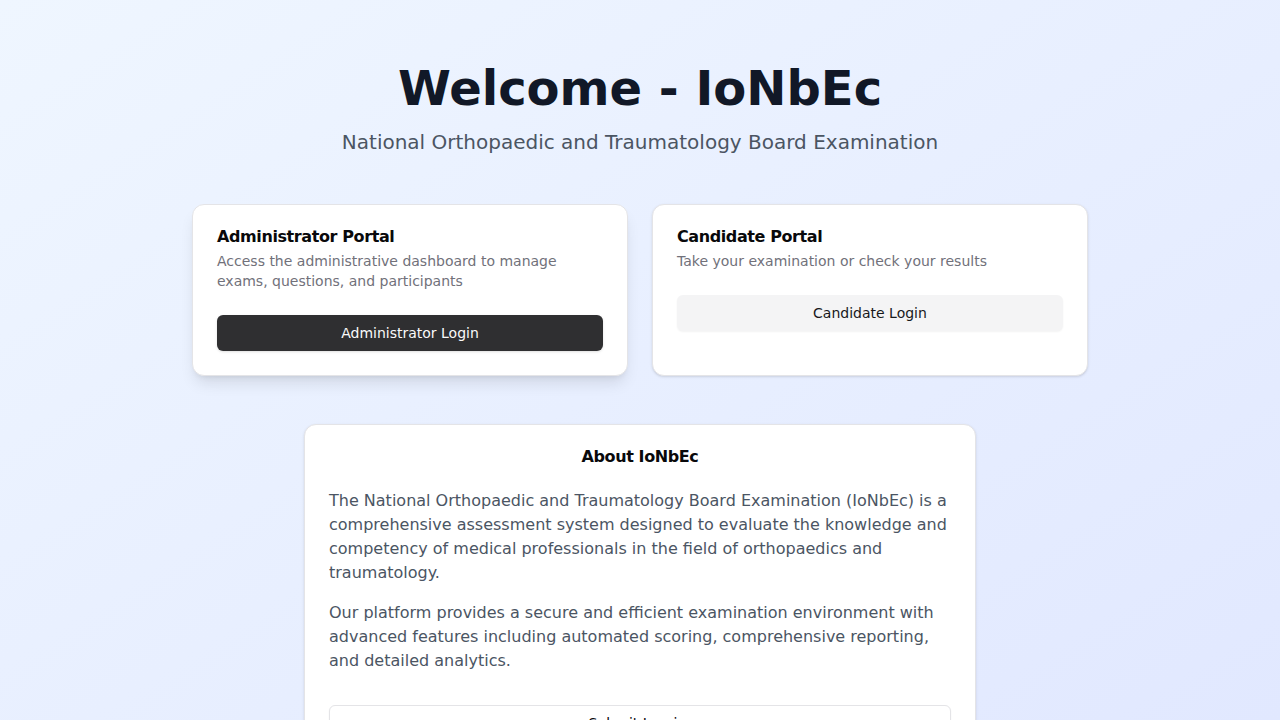 Welcome - IoNbEc
National Orthopaedic and Traumatology Board Examination
Administrator Portal
Access the administrative dashboard to manage
exams, questions, and participants
Administrator Login
Candidate Portal
Take your examination or check your results
Candidate Login
About IoNbEc
The National Orthopaedic and Traumatology Board Examination (IoNbEc) is a
comprehensive assessment system designed to evaluate the knowledge and
competency of medical professionals in the field of orthopaedics and
traumatology.
Our platform provides a secure and efficient examination environment with
advanced features including automated scoring, comprehensive reporting,
and detailed analytics.